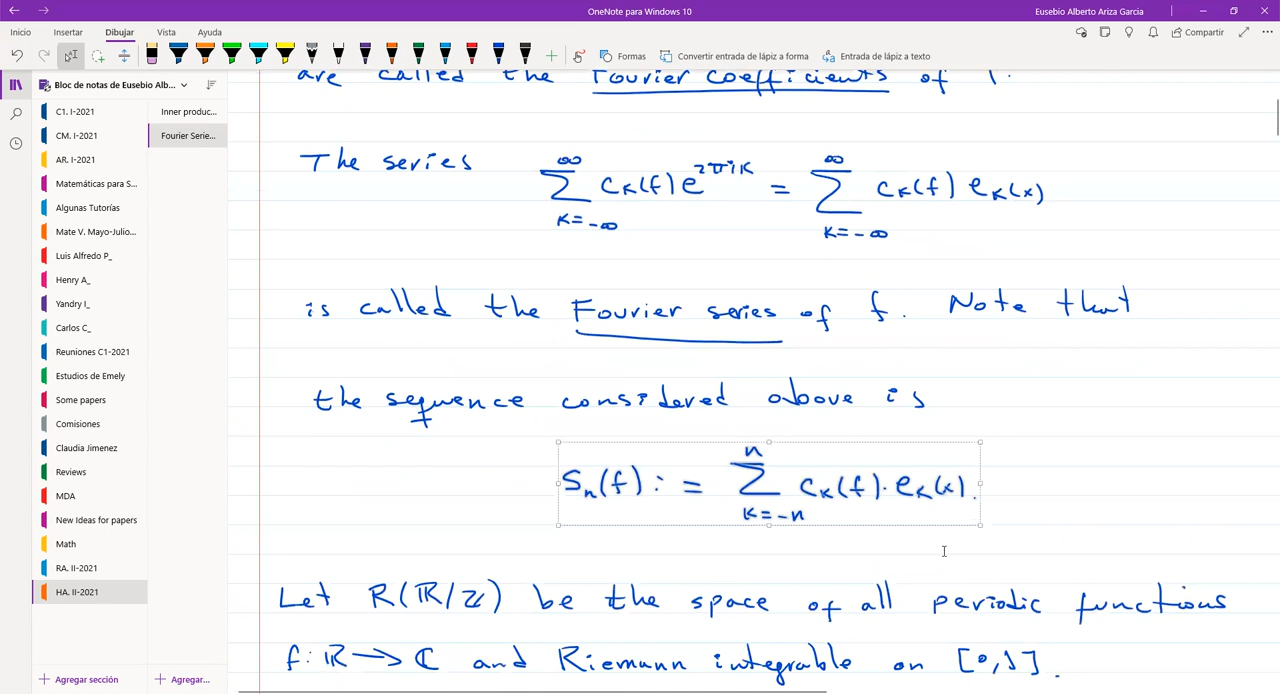 OneNote para Windows 10
Eusebio Alberto Ariza Garcia
Inicio Insertar Dibujar Vista Ayuda
Compartir
Formas Convertir entrada de lápiz a forma Entrada de lápiz a texto
Bloc de notas de Eusebio Alb...
C1. I-2021
CM. I-2021
AR. I-2021
Matemáticas para S...
Algunas Tutorías
Mate V. Mayo-Julio...
Luis Alfredo P_
Henry A_
Yandry I_
Carlos C_
Reuniones C1-2021
Estudios de Emely
Some papers
Comisiones
Claudia Jimenez
Reviews
MDA
New Ideas for papers
Math
RA. II-2021
HA. II-2021
Agregar sección
Inner produc...
Fourier Serie...
Agregar...
are called the Fourier coefficients of f.
The series ∑_{k=-∞}^{∞} c_k(f) e^{2πik} = ∑_{k=-∞}^{∞} c_k(f) e_k(x)
is called the Fourier series of f. Note that
the sequence considered above is
S_n(f) := ∑_{k=-n}^{n} c_k(f)·e_k(x).
Let R(ℝ/ℤ) be the space of all periodic functions
f: ℝ → ℂ and Riemann integrable on [0,1].